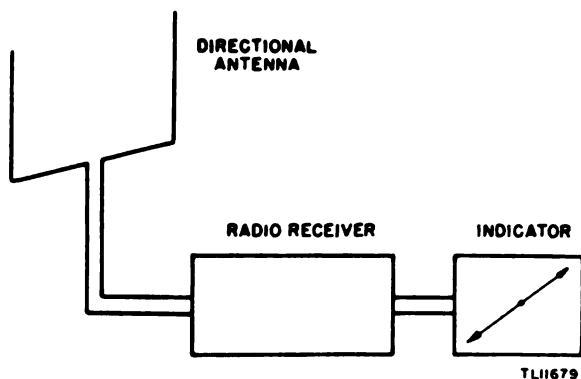 DIRECTIONAL
ANTENNA
RADIO RECEIVER
INDICATOR
TL11679